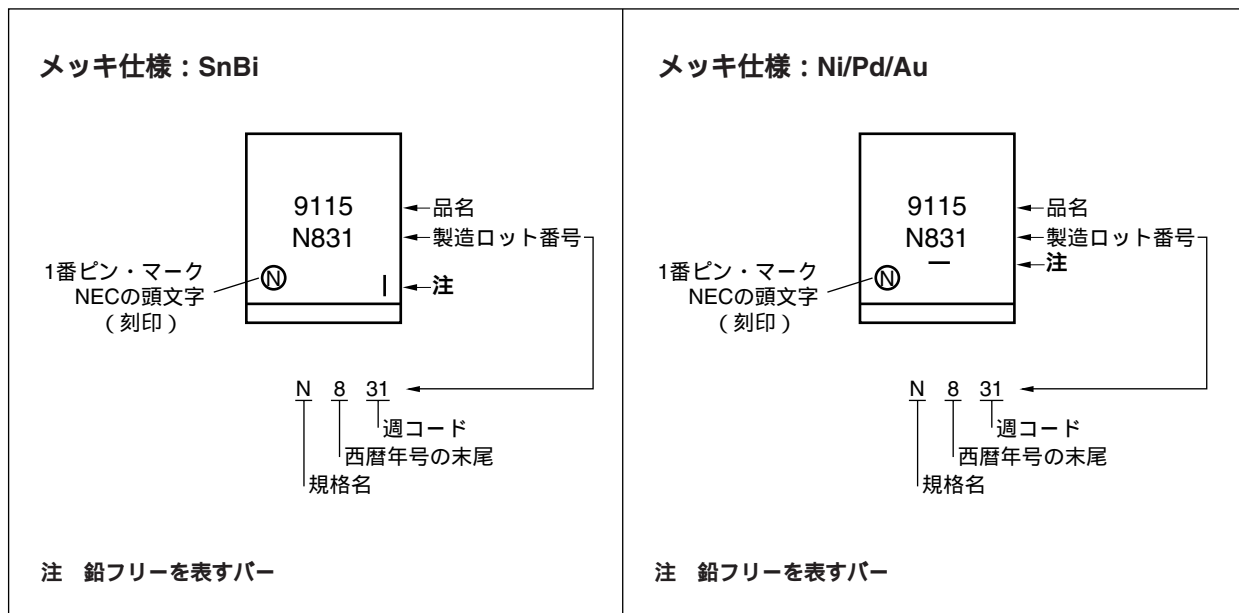 メッキ仕様：SnBi
9115
N831
品名
製造ロット番号
1番ピン・マーク
NECの頭文字
（刻印）
N
注
N 8 31
週コード
西暦年号の末尾
規格名
注 鉛フリーを表すバー
メッキ仕様：Ni/Pd/Au
9115
N831
品名
製造ロット番号
注
1番ピン・マーク
NECの頭文字
（刻印）
N
N 8 31
週コード
西暦年号の末尾
規格名
注 鉛フリーを表すバー